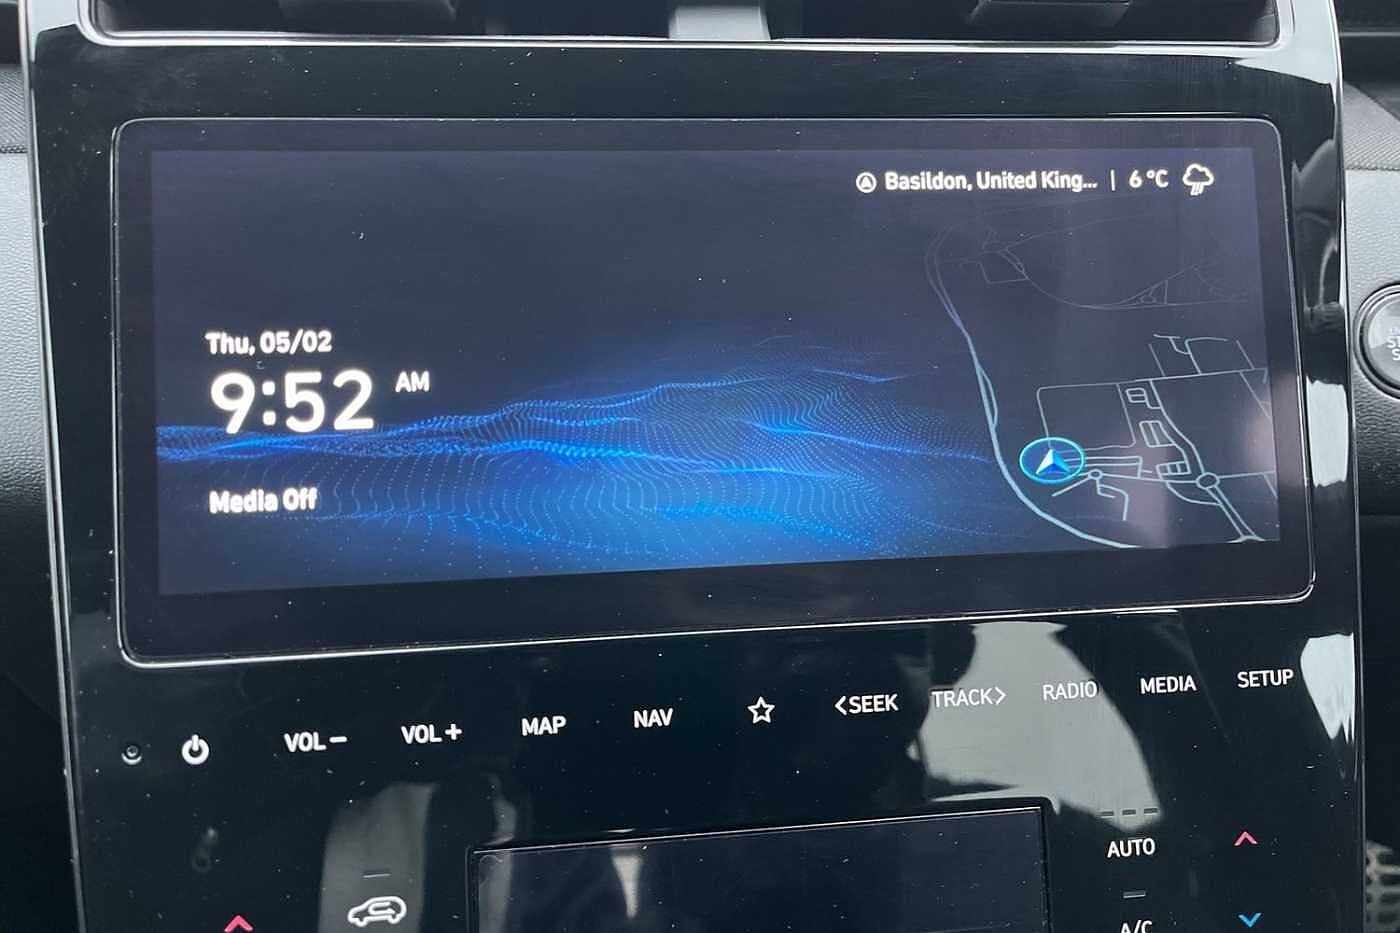 Basildon, United King... | 6 °C
Thu, 05/02
9:52 AM
Media Off
VOL- VOL+ MAP NAV <SEEK TRACK> RADIO MEDIA SETUP
AUTO
A/C